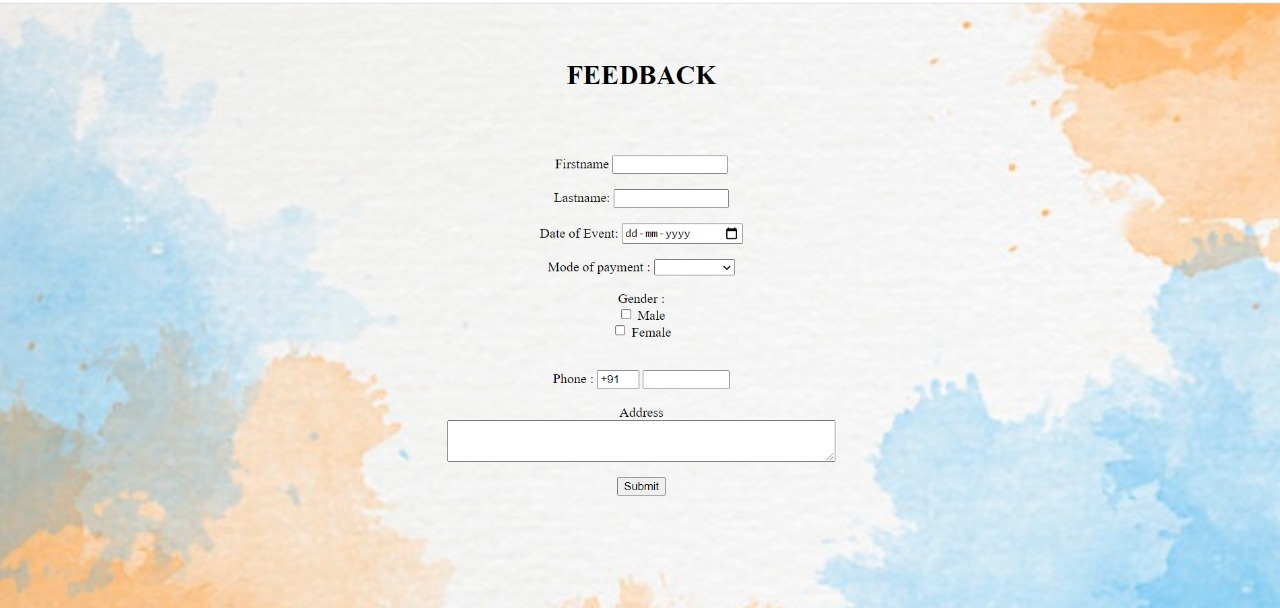 FEEDBACK
Firstname
Lastname:
Date of Event: dd-mm-yyyy
Mode of payment :
Gender :
Male
Female
Phone : +91
Address
Submit